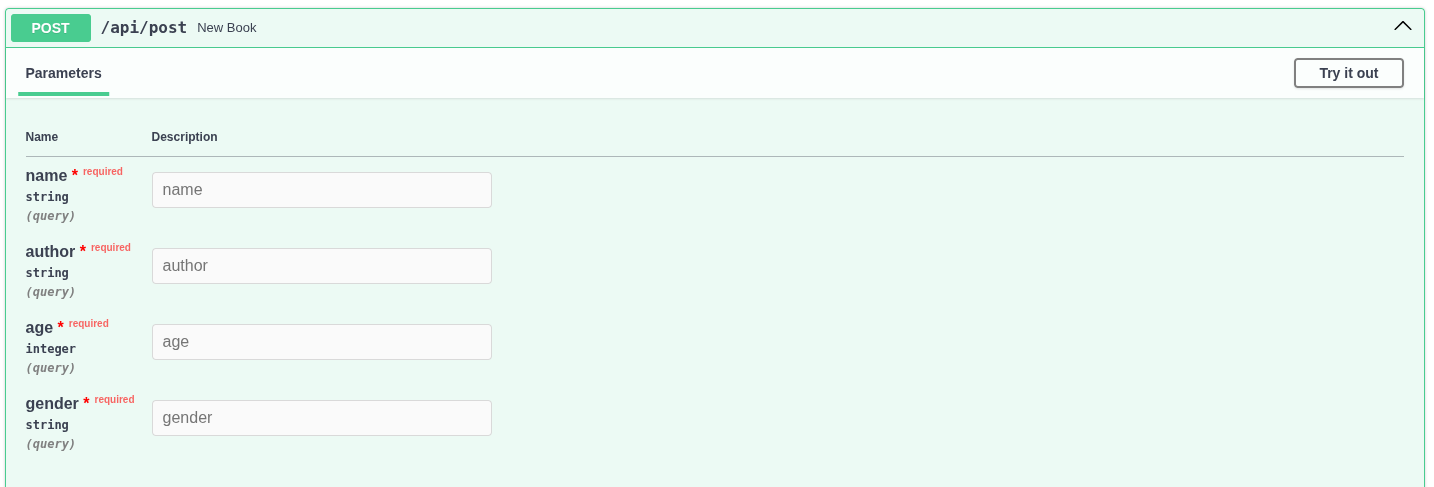 POST /api/post New Book
Parameters
Try it out
Name Description
name * required
string
(query)
name
author * required
string
(query)
author
age * required
integer
(query)
age
gender * required
string
(query)
gender